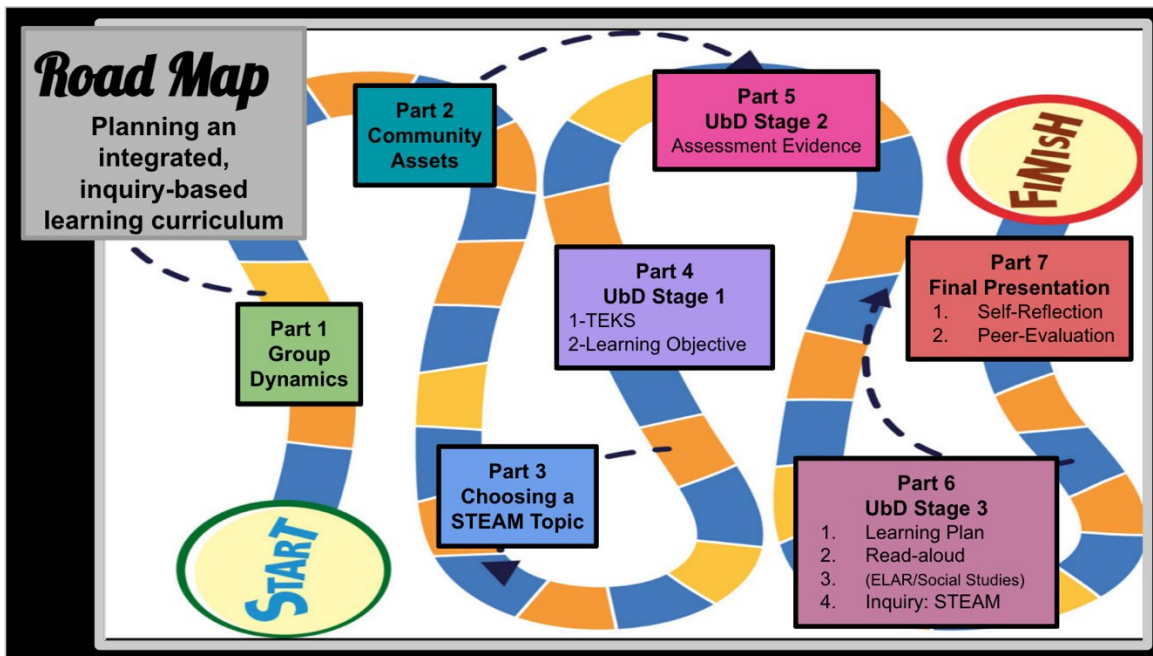 Road Map
Planning an
integrated,
inquiry-based
learning curriculum
START
Part 1
Group
Dynamics
Part 2
Community
Assets
Part 3
Choosing a
STEAM Topic
Part 4
UbD Stage 1
1-TEKS
2-Learning Objective
Part 5
UbD Stage 2
Assessment Evidence
Part 6
UbD Stage 3
1. Learning Plan
2. Read-aloud
3. (ELAR/Social Studies)
4. Inquiry: STEAM
Part 7
Final Presentation
1. Self-Reflection
2. Peer-Evaluation
FINISH